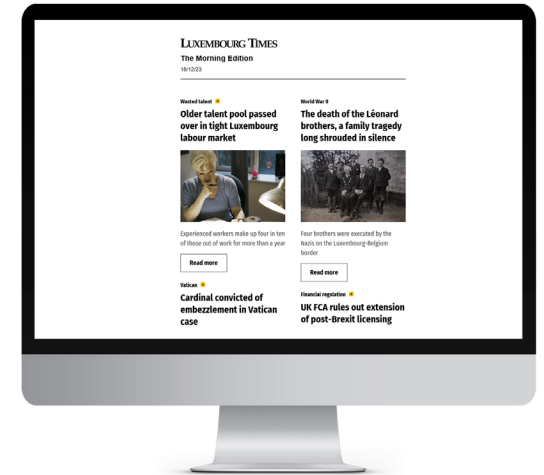 LUXEMBOURG TIMES
The Morning Edition
18/12/23
Wasted talent
Older talent pool passed
over in tight Luxembourg
labour market
Experienced workers make up four in ten
of those out of work for more than a year
Read more
Vatican
Cardinal convicted of
embezzlement in Vatican
case
World War II
The death of the Léonard
brothers, a family tragedy
long shrouded in silence
Four brothers were executed by the
Nazis on the Luxembourg-Belgium
border
Read more
Financial regulation
UK FCA rules out extension
of post-Brexit licensing